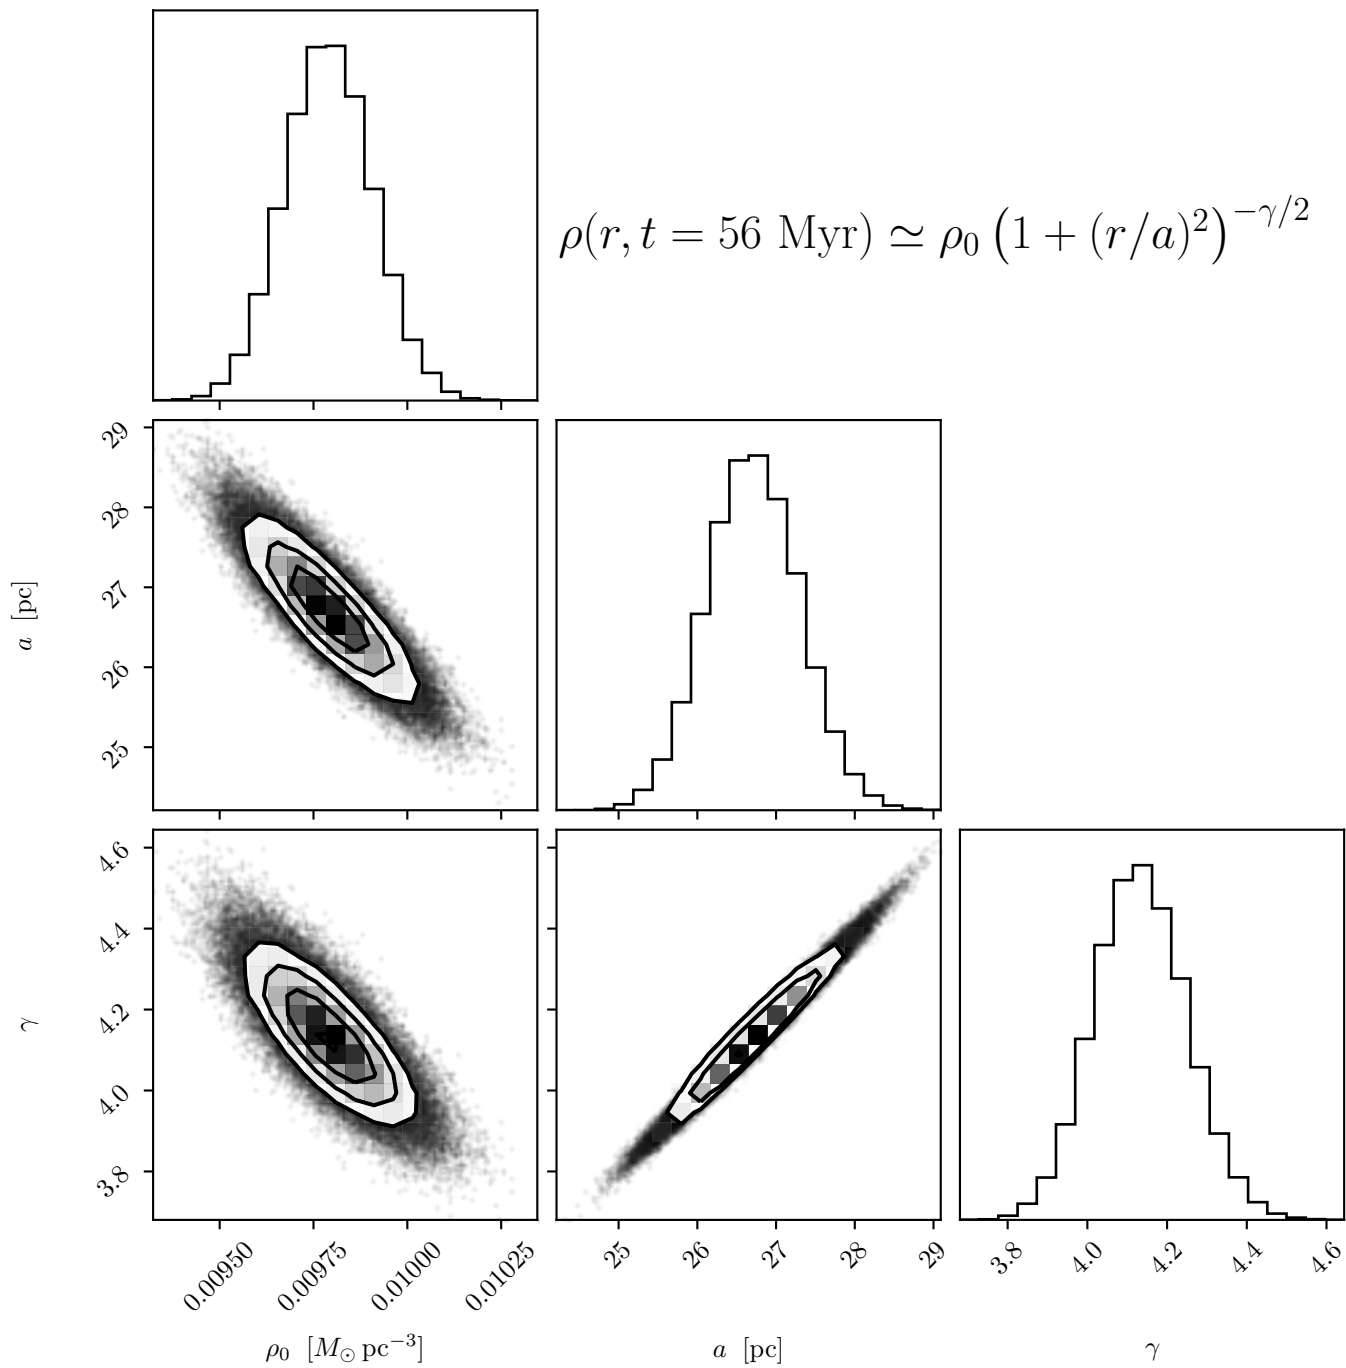 ρ(r, t = 56 Myr) ≃ ρ₀ (1 + (r/a)²)^{−γ/2}
29
28
27
26
25
a [pc]
4.6
4.4
4.2
4.0
3.8
γ
0.00950 0.00975 0.01000 0.01025
25 26 27 28 29
3.8 4.0 4.2 4.4 4.6
ρ₀ [M⊙ pc⁻³]
a [pc]
γ